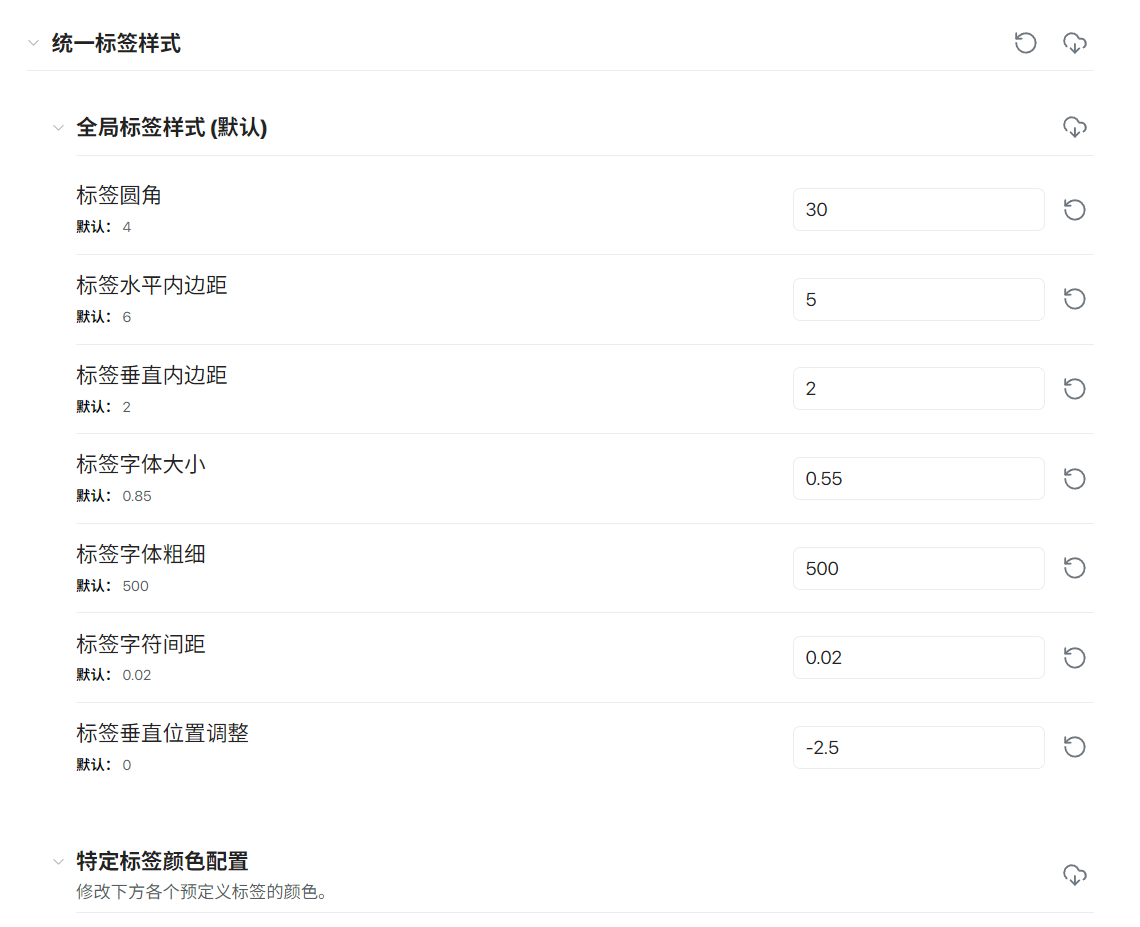 统一标签样式
全局标签样式 (默认)
标签圆角
默认： 4
30
标签水平内边距
默认： 6
5
标签垂直内边距
默认： 2
2
标签字体大小
默认： 0.85
0.55
标签字体粗细
默认： 500
500
标签字符间距
默认： 0.02
0.02
标签垂直位置调整
默认： 0
-2.5
特定标签颜色配置
修改下方各个预定义标签的颜色。